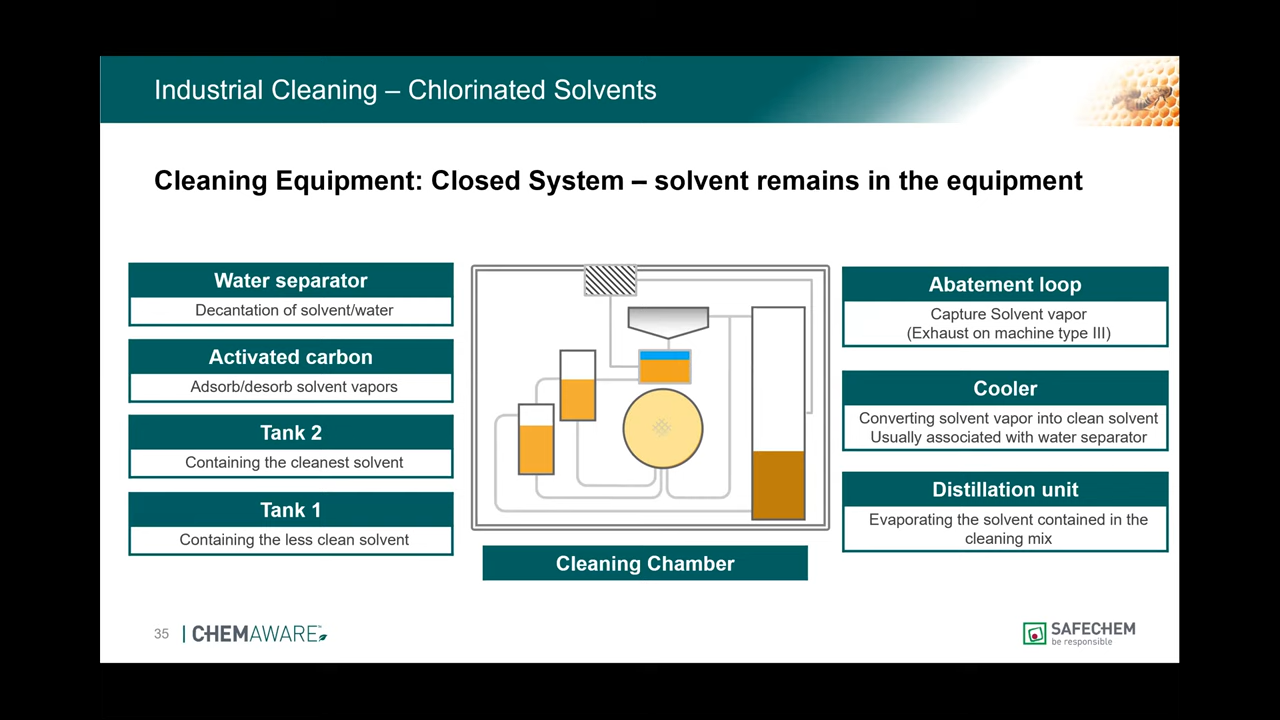 Industrial Cleaning – Chlorinated Solvents
Cleaning Equipment: Closed System – solvent remains in the equipment
Water separator
Decantation of solvent/water
Activated carbon
Adsorb/desorb solvent vapors
Tank 2
Containing the cleanest solvent
Tank 1
Containing the less clean solvent
Cleaning Chamber
Abatement loop
Capture Solvent vapor
(Exhaust on machine type III)
Cooler
Converting solvent vapor into clean solvent
Usually associated with water separator
Distillation unit
Evaporating the solvent contained in the
cleaning mix
35
CHEMAWARE™
SAFECHEM
be responsible